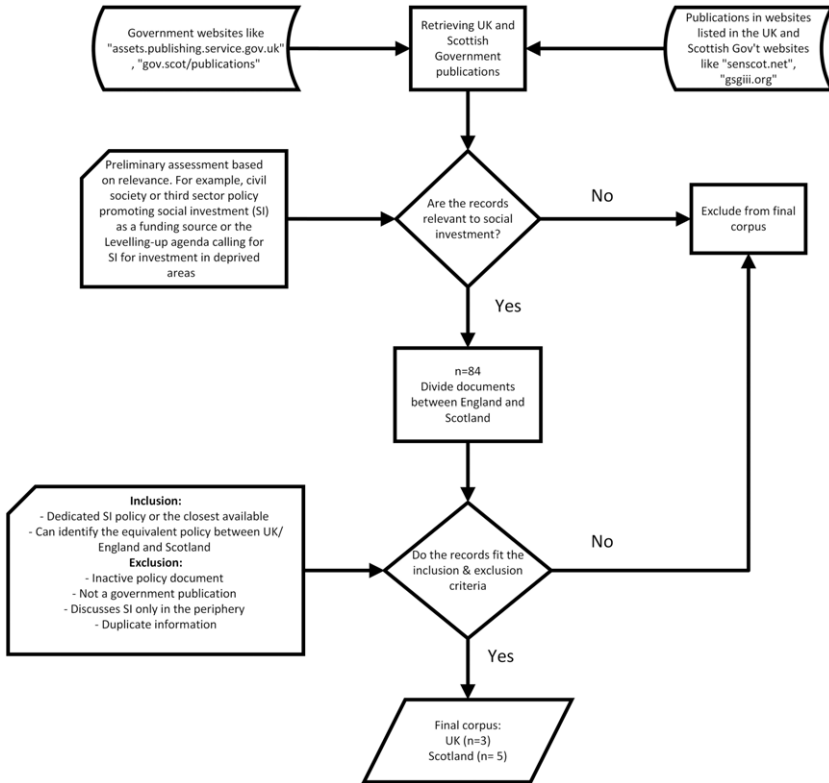 Government websites like
"assets.publishing.service.gov.uk"
, "gov.scot/publications"
Retrieving UK and
Scottish
Government
publications
Publications in websites
listed in the UK and
Scottish Gov't websites
like "senscot.net",
"gsgiii.org"
Preliminary assessment based
on relevance. For example, civil
society or third sector policy
promoting social investment (SI)
as a funding source or the
Levelling-up agenda calling for
SI for investment in deprived
areas
Are the records
relevant to social
investment?
No
Exclude from final
corpus
Yes
n=84
Divide documents
between England and
Scotland
Inclusion:
- Dedicated SI policy or the closest available
- Can identify the equivalent policy between UK/
England and Scotland
Exclusion:
- Inactive policy document
- Not a government publication
- Discusses SI only in the periphery
- Duplicate information
Do the records fit the
inclusion & exclusion
criteria
No
Yes
Final corpus:
UK (n=3)
Scotland (n= 5)